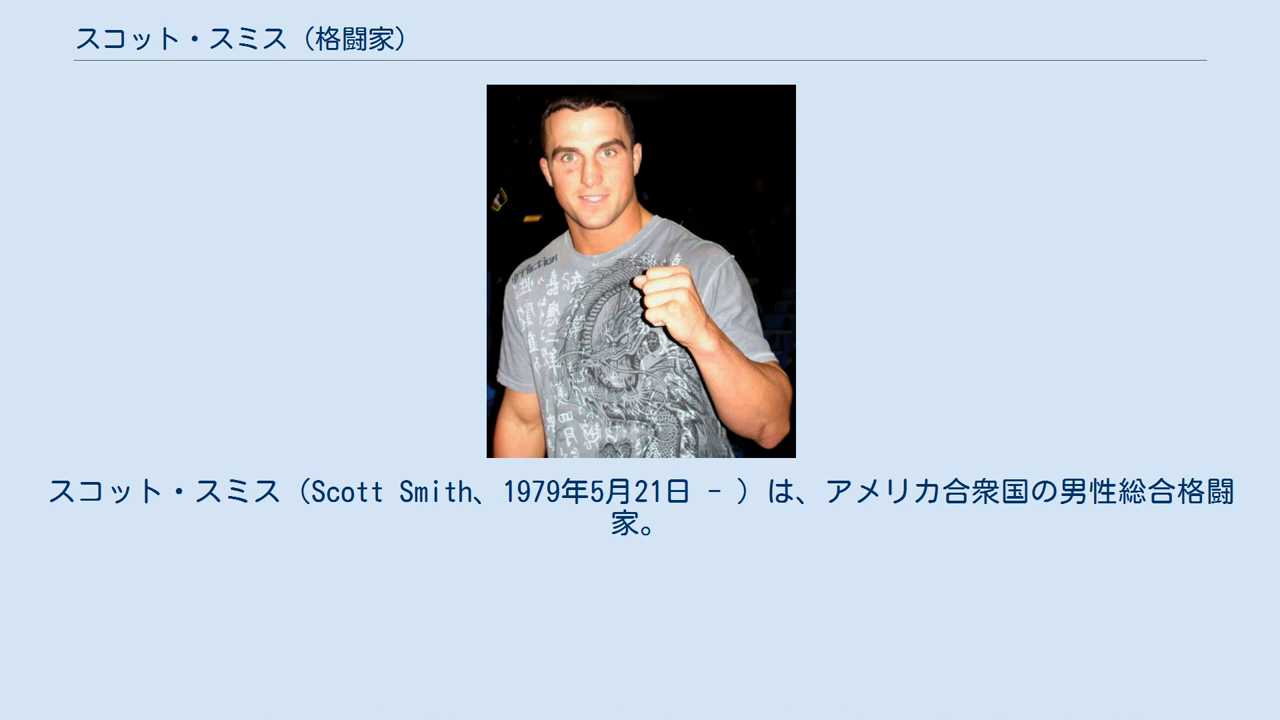 スコット・スミス（格闘家）
スコット・スミス（Scott Smith、1979年5月21日 - ）は、アメリカ合衆国の男性総合格闘
家。